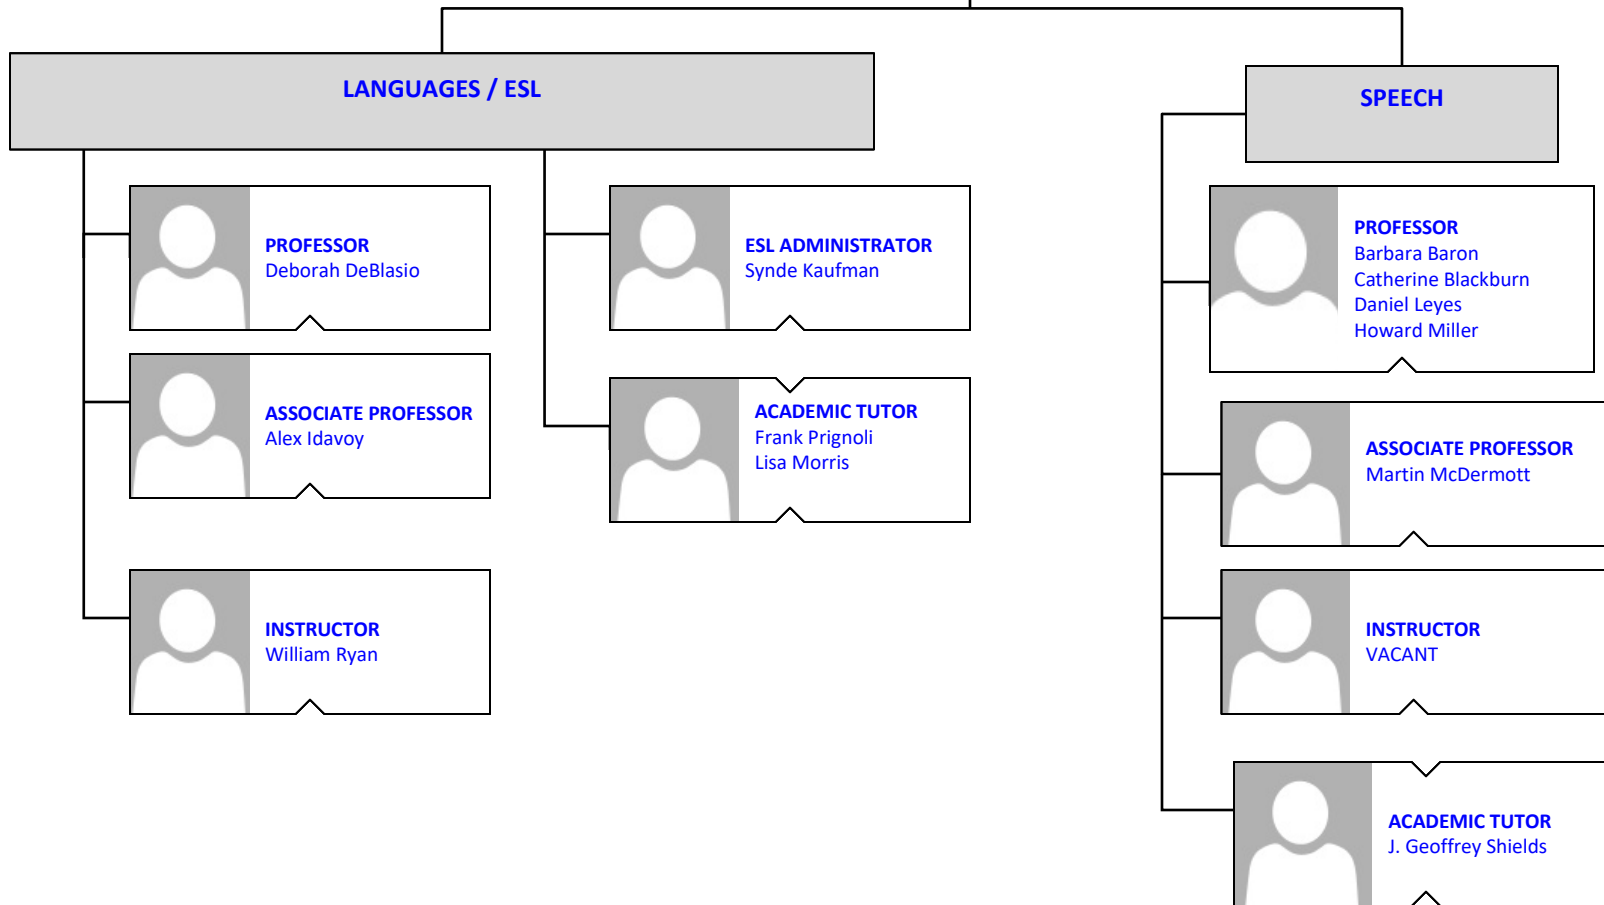 LANGUAGES / ESL
PROFESSOR
Deborah DeBlasio
ASSOCIATE PROFESSOR
Alex Idavoy
INSTRUCTOR
William Ryan
ESL ADMINISTRATOR
Synde Kaufman
ACADEMIC TUTOR
Frank Prignoli
Lisa Morris
SPEECH
PROFESSOR
Barbara Baron
Catherine Blackburn
Daniel Leyes
Howard Miller
ASSOCIATE PROFESSOR
Martin McDermott
INSTRUCTOR
VACANT
ACADEMIC TUTOR
J. Geoffrey Shields